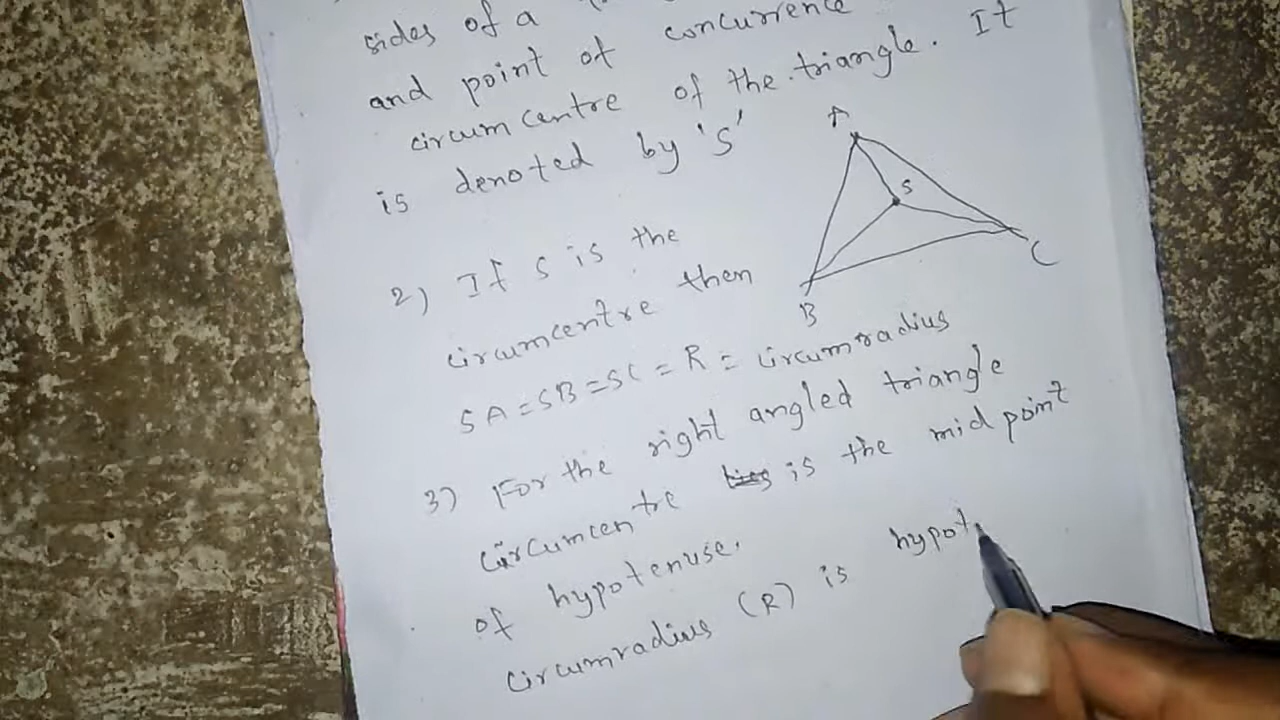 sides of a
and point of concurrence
circumcentre of the triangle. It
is denoted by 'S'
A
S
B
C
2) If S is the
circumcentre then
SA = SB = SC = R = circumradius
3) For the right angled triangle
circumcentre is the mid point
of hypotenuse.
circumradius (R) is hypot